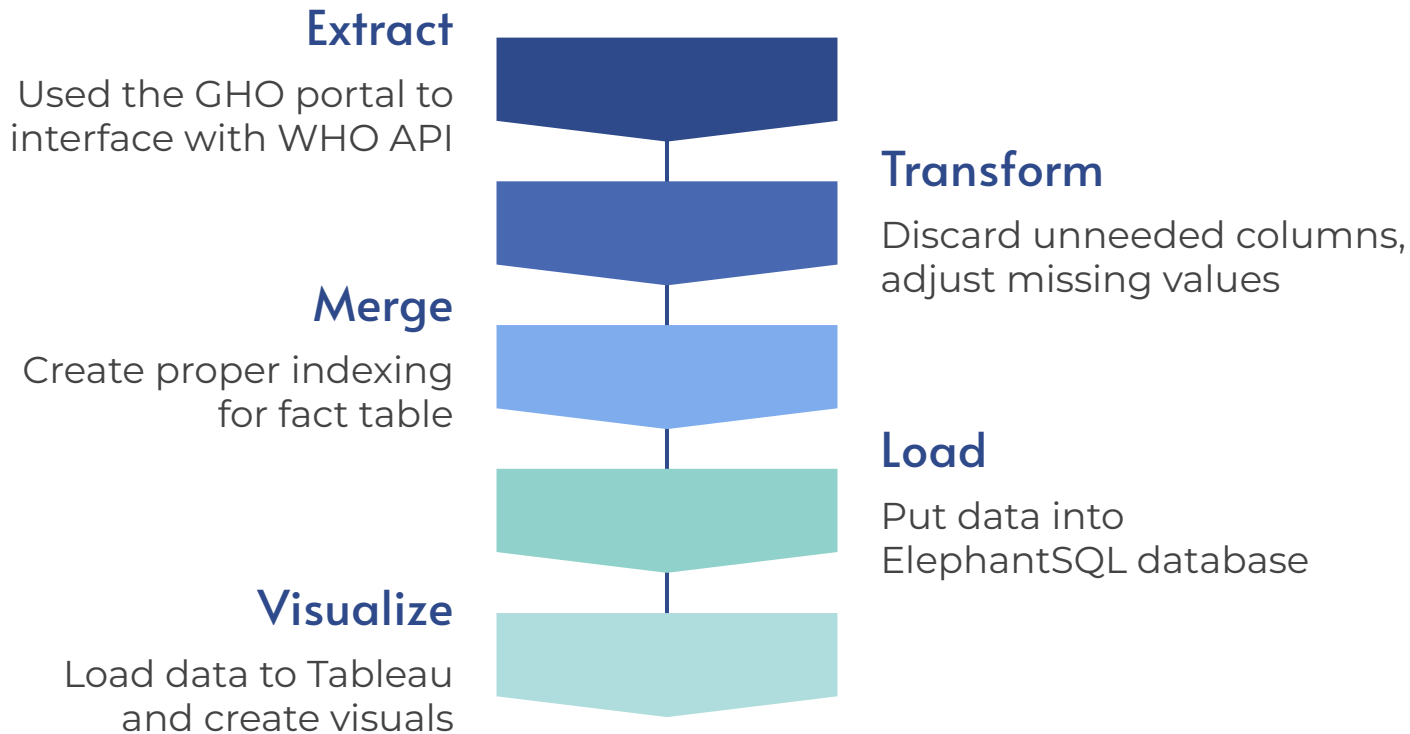 Extract
Used the GHO portal to
interface with WHO API
Transform
Discard unneeded columns,
adjust missing values
Merge
Create proper indexing
for fact table
Load
Put data into
ElephantSQL database
Visualize
Load data to Tableau
and create visuals